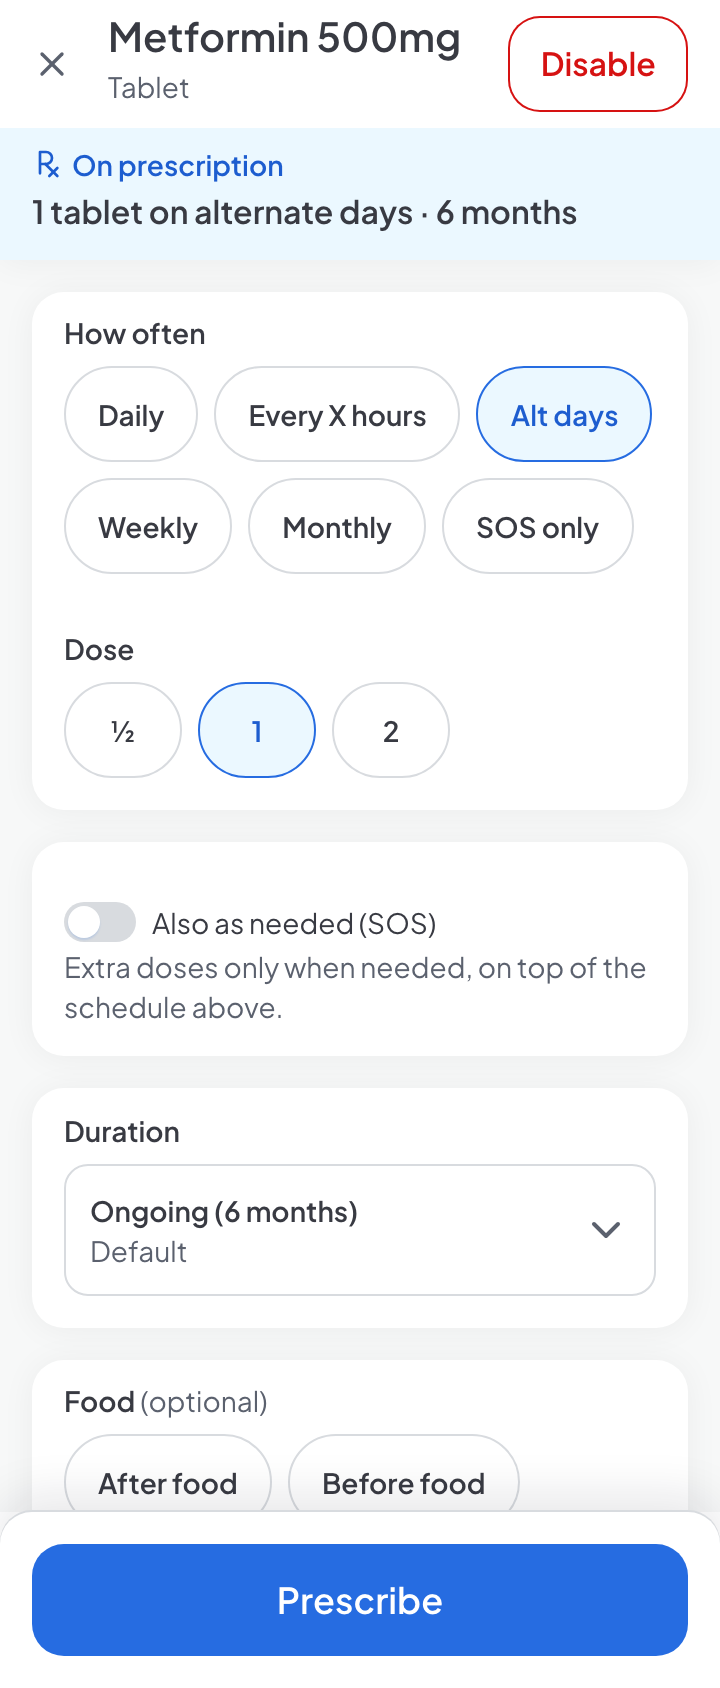 Metformin 500mg
Tablet
Disable
On prescription
1 tablet on alternate days · 6 months
How often
Daily
Every X hours
Alt days
Weekly
Monthly
SOS only
Dose
½
1
2
Also as needed (SOS)
Extra doses only when needed, on top of the
schedule above.
Duration
Ongoing (6 months)
Default
Food (optional)
After food
Before food
Prescribe